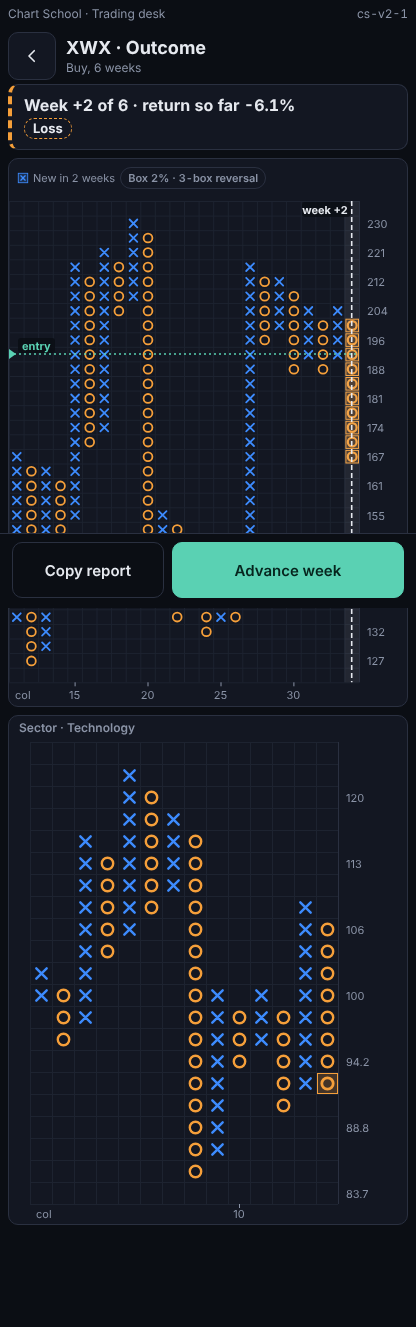 Chart School · Trading desk cs-v2-1
XWX · Outcome
Buy, 6 weeks
Week +2 of 6 · return so far -6.1%
Loss
New in 2 weeks Box 2% · 3-box reversal
week +2
230
221
212
204
entry
196
188
181
174
167
161
155
Copy report Advance week
132
127
col 15 20 25 30
Sector · Technology
120
113
106
100
94.2
88.8
83.7
col 10